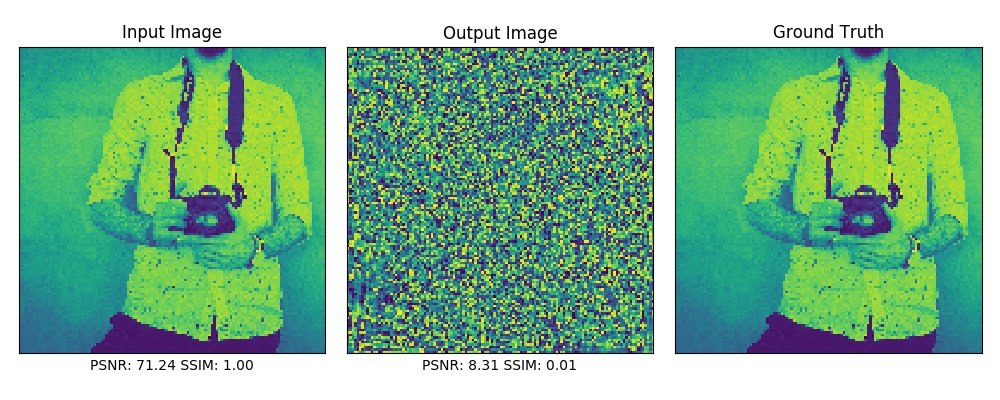 Input Image
Output Image
Ground Truth
PSNR: 71.24 SSIM: 1.00
PSNR: 8.31 SSIM: 0.01